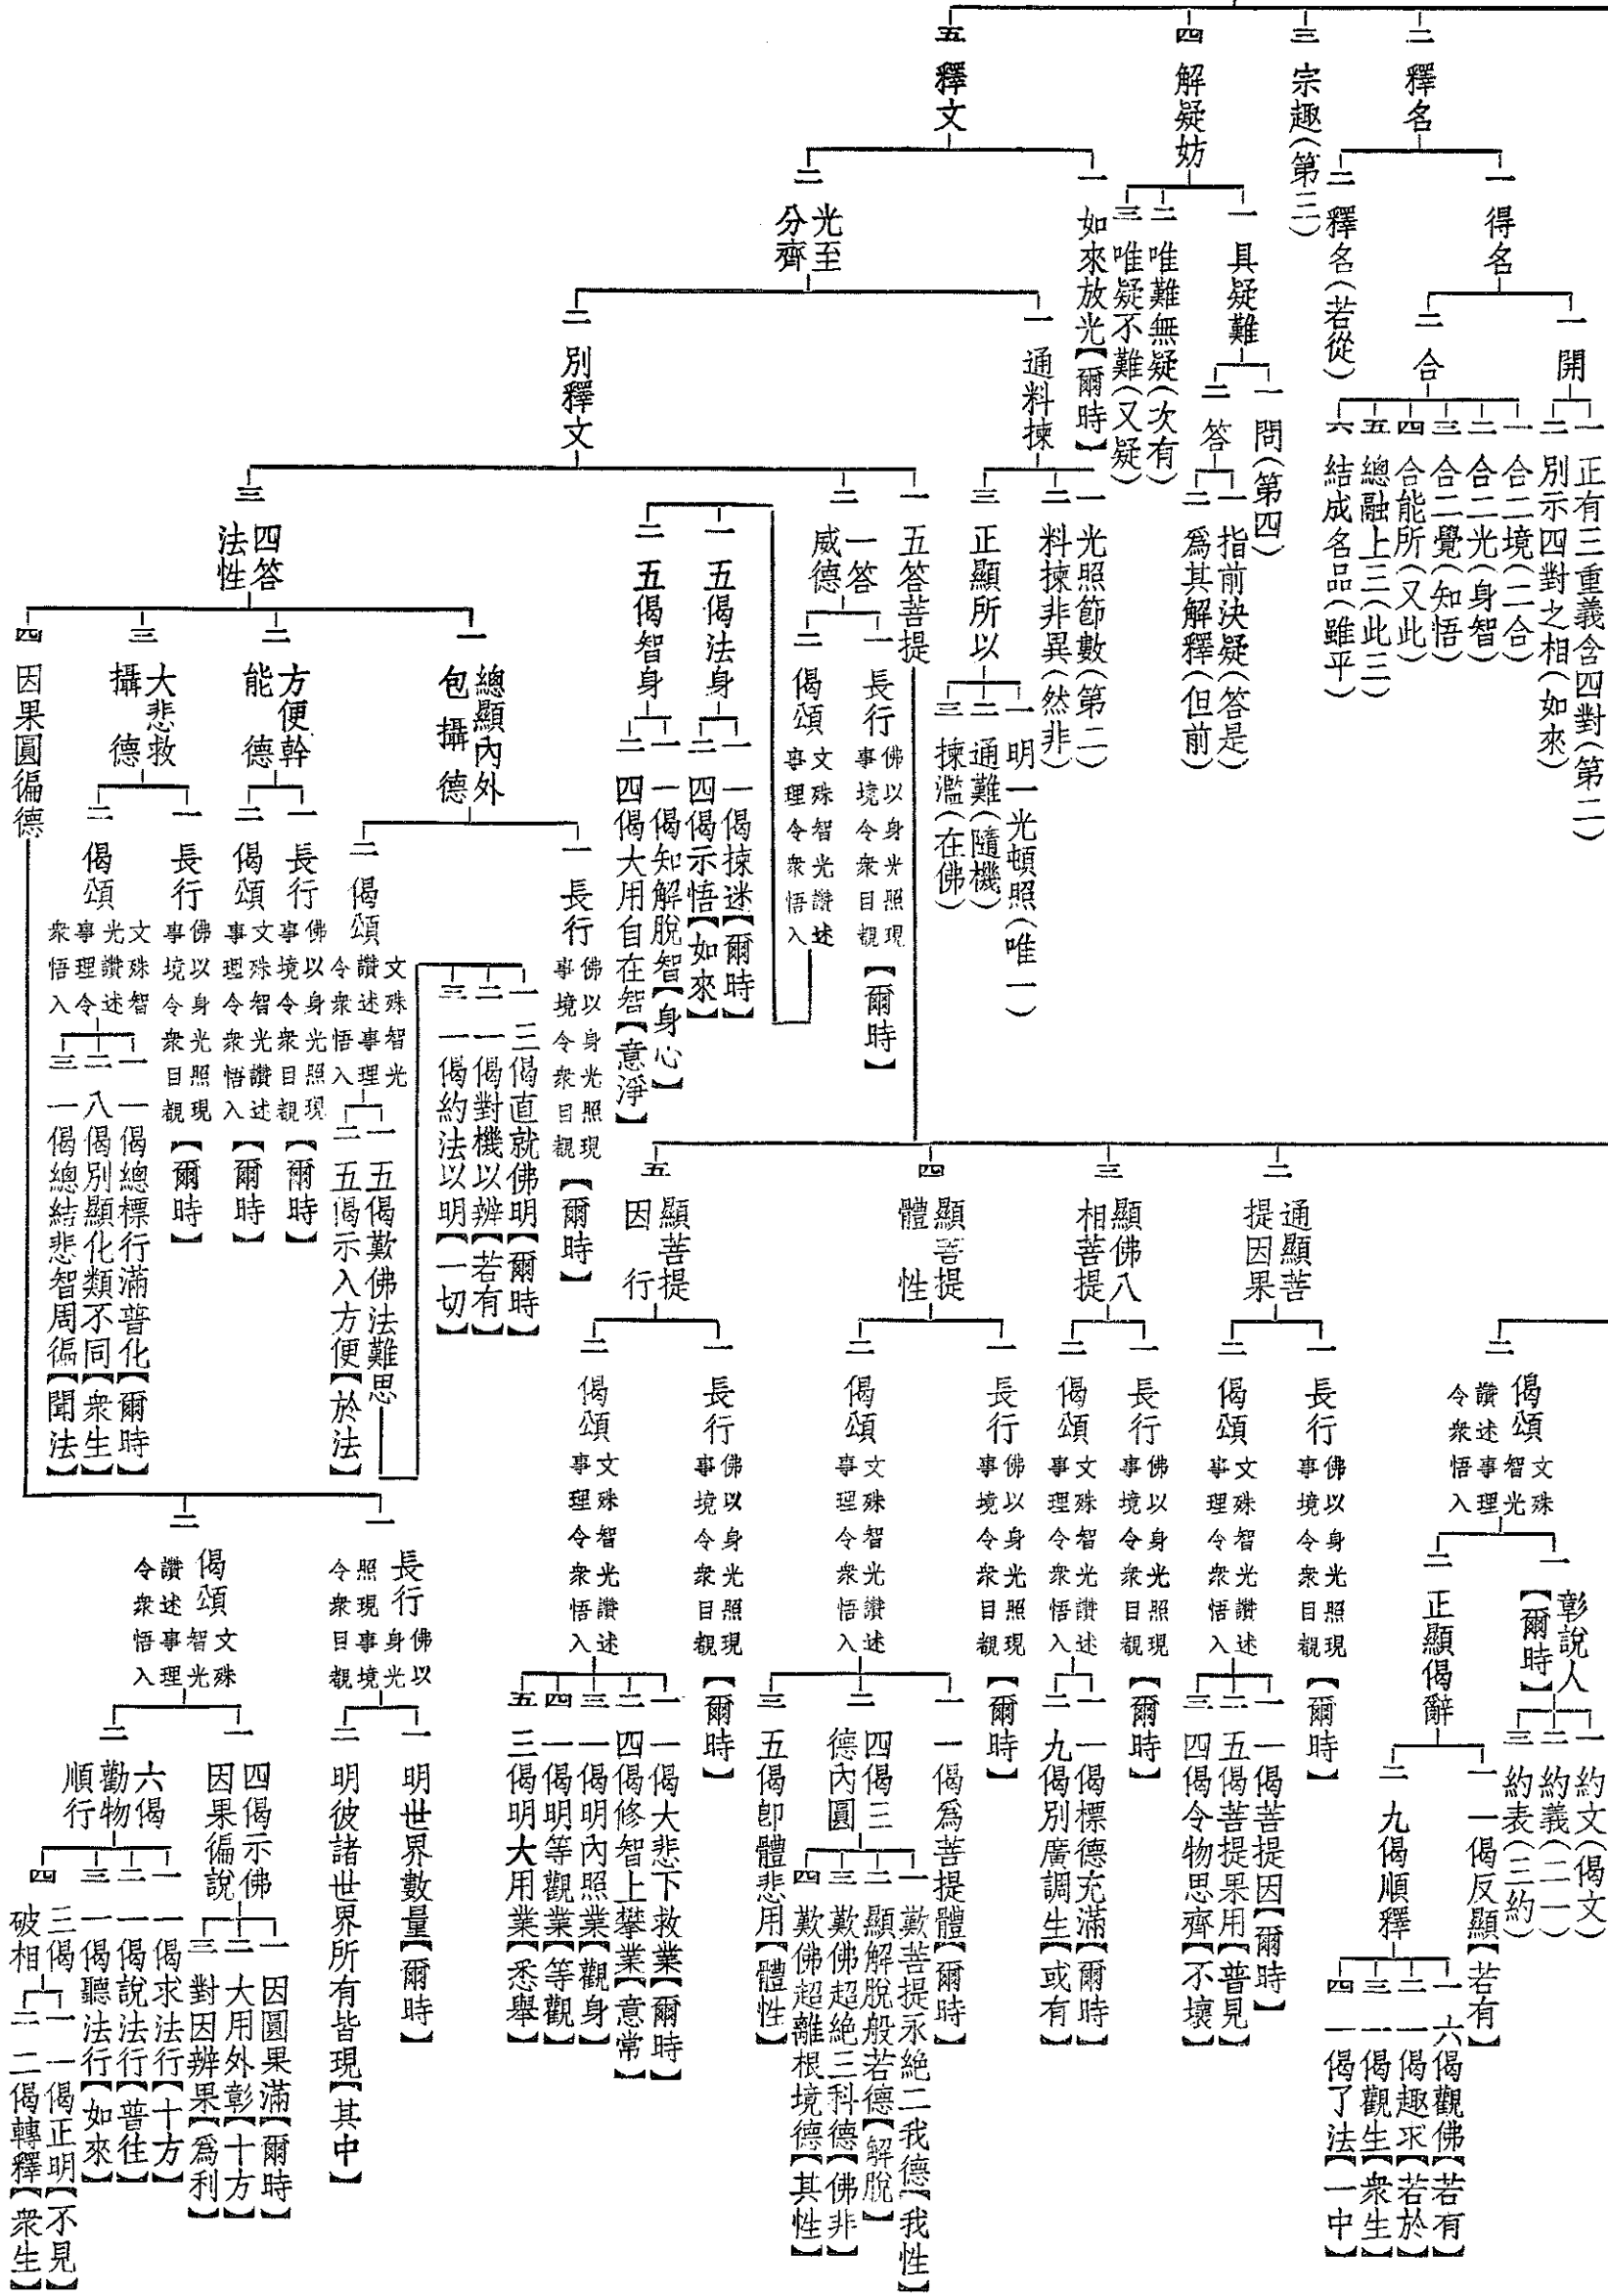 二　釋名
一　得名
一　開
一　正有三重義含四對(第二)
二　別示四對之相(如來)
二　合
一　合二境(二合)
二　合二光(身智)
三　合二覺(知悟)
四　合能所(又此)
五　總融上三(此三)
六　結成名品(雖平)
二　釋名(若從)
三　宗趣(第三)
四　解疑妨
一　具疑難
一　問(第四)
二　答
一　指前決疑(答是)
二　爲其解釋(但前)
二　唯難無疑(次有)
三　唯疑不難(又疑)
五　釋文
一　如來放光【爾時】
二　光至分齊
一　通料揀
一　光照節數(第二)
二　料揀非異(然非)
三　正顯所以
一　明一光頓照(唯一)
二　通難(隨機)
三　揀濫(在佛)
二　別釋文
一　五答菩提
二　一答威德
一　長行　佛以身光照現事境令衆目覩【爾時】
二　偈頌　文殊智光讚述事理令衆悟入
一　五偈法身
一　一偈揀迷【爾時】
二　四偈示悟【如來】
二　五偈智身
一　一偈知解脫智【身心】
二　四偈大用自在智【意淨】
三　四答法性
一　總顯內外包攝德
一　長行　佛以身光照現事境令衆目覩【爾時】
二　偈頌　文殊智光讚述事理令衆悟入
一　五偈歎佛法難思
一　三偈直就佛明【爾時】
二　一偈對機以辨【若有】
三　一偈約法以明【一切】
二　五偈示入方便【於法】
二　方便幹能德
一　長行　佛以身光照現事境令衆目覩【爾時】
二　偈頌　文殊智光讚述事理令衆悟入【爾時】
三　大悲救攝德
一　長行　佛以身光照現事境令衆目覩【爾時】
二　偈頌　文殊智光讚述事理令衆悟入
一　一偈總標行滿普化【爾時】
二　八偈別顯化類不同【衆生】
三　一偈總結悲智周徧【聞法】
四　因果圓徧德
二　偈頌　文殊智光讚述事理令衆悟入
一　彰說人【爾時】
一　約文(偈文)
二　約義(二一)
三　約表(三約)
二　正顯偈辭
一　一偈反顯【若有】
二　九偈順釋
一　六偈觀佛【若有】
二　一偈趣求【若於】
三　一偈觀生【衆生】
四　一偈了法【一中】
二　通顯菩提因果
一　長行　佛以身光照現事境令衆目覩【爾時】
二　偈頌　文殊智光讚述事理令衆悟入
一　一偈菩提因【爾時】
二　五偈菩提果用【普見】
三　四偈令物思齊【不壞】
三　顯佛八相菩提
一　長行　佛以身光照現事境令衆目覩【爾時】
二　偈頌　文殊智光讚述事理令衆悟入
一　一偈標德充滿【爾時】
二　九偈別廣調生【或有】
四　顯菩提體性
一　長行　佛以身光照現事境令衆目覩【爾時】
二　偈頌　文殊智光讚述事理令衆悟入
一　一偈爲菩提體【爾時】
二　四偈三德內圓
一　歎菩提永絕二我德【我性】
二　顯解脫般若德【解脫】
三　歎佛超絕三科德【佛非】
四　歎佛超離根境德【其性】
三　五偈卽體悲用【體性】
五　顯菩提因行
一　長行　佛以身光照現事境令衆目覩【爾時】
二　偈頌　文殊智光讚述事理令衆悟入
一　一偈大悲下救業【爾時】
二　四偈修智上攀業【意常】
三　一偈明內照業【觀身】
四　一偈明等觀業【等觀】
五　三偈明大用業【悉舉】
一　長行　佛以身光照現事境令衆目覩
一　明世界數量【爾時】
二　明彼諸世界所有皆現【其中】
二　偈頌　文殊智光讚述事理令衆悟入
一　四偈示佛因果徧說
一　因圓果滿【爾時】
二　大用外彰【十方】
三　對因辨果【爲利】
二　六偈勸物順行
一　一偈求法行【十方】
二　一偈說法行【普往】
三　一偈聽法行【如來】
四　三偈破相
一　一偈正明【不見】
二　二偈轉釋【衆生】